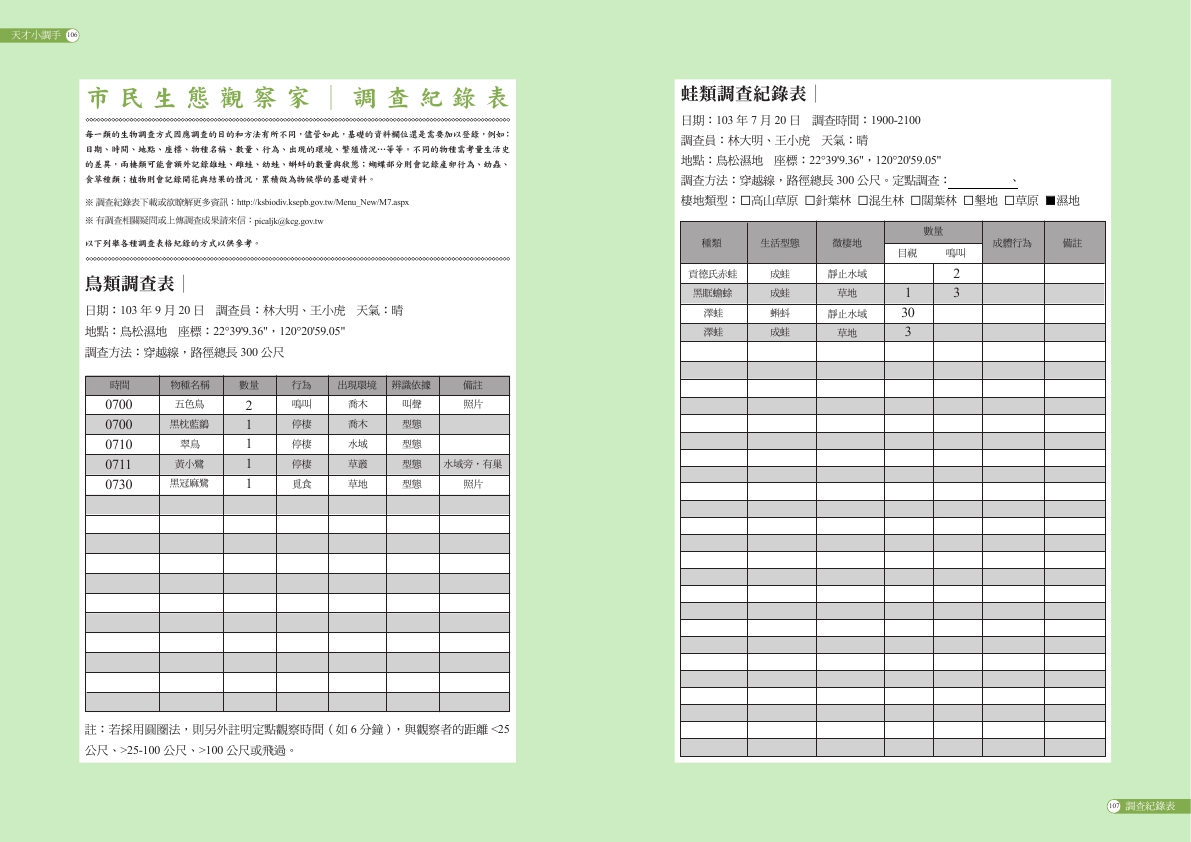 天才小調手 106
市民生態觀察家｜調查紀錄表
每一類的生物調查方式因應調查的目的和方法有所不同，儘管如此，基礎的資料欄位還是需要加以登錄，例如：
日期、時間、地點、座標、物種名稱、數量、行為、出現的環境、繁殖情況…等等。不同的物種需考量生活史
的差異，兩棲類可能會額外記錄雄蛙、雌蛙、幼蛙、蝌蚪的數量與狀態；蝴蝶部分則會記錄產卵行為、幼蟲、
食草種類；植物則會記錄開花與結果的情況，累積做為物候學的基礎資料。
※ 調查紀錄表下載或欲瞭解更多資訊：http://ksbiodiv.ksepb.gov.tw/Menu_New/M7.aspx
※ 有調查相關疑問或上傳調查成果請來信：picaljk@kcg.gov.tw
以下列舉各種調查表格紀錄的方式以供參考。
鳥類調查表｜
日期：103 年 9 月 20 日　調查員：林大明、王小虎　天氣：晴
地點：鳥松濕地　座標：22°39'9.36"，120°20'59.05"
調查方法：穿越線，路徑總長 300 公尺
時間 物種名稱 數量 行為 出現環境 辨識依據 備註
0700 五色鳥 2 鳴叫 喬木 叫聲 照片
0700 黑枕藍鶲 1 停棲 喬木 型態
0710 翠鳥 1 停棲 水域 型態
0711 黃小鷺 1 停棲 草叢 型態 水域旁，有巢
0730 黑冠麻鷺 1 覓食 草地 型態 照片
註：若採用圓圈法，則另外註明定點觀察時間（如 6 分鐘），與觀察者的距離 <25
公尺、>25-100 公尺、>100 公尺或飛過。
蛙類調查紀錄表｜
日期：103 年 7 月 20 日　調查時間：1900-2100
調查員：林大明、王小虎　天氣：晴
地點：鳥松濕地　座標：22°39'9.36"，120°20'59.05"
調查方法：穿越線，路徑總長 300 公尺。定點調查：＿＿＿＿＿、
棲地類型：□高山草原 □針葉林 □混生林 □闊葉林 □墾地 □草原 ■濕地
種類 生活型態 微棲地 數量 成體行為 備註
目視 鳴叫
貢德氏赤蛙 成蛙 靜止水域 2
黑眶蟾蜍 成蛙 草地 1 3
澤蛙 蝌蚪 靜止水域 30
澤蛙 成蛙 草地 3
107 調查紀錄表